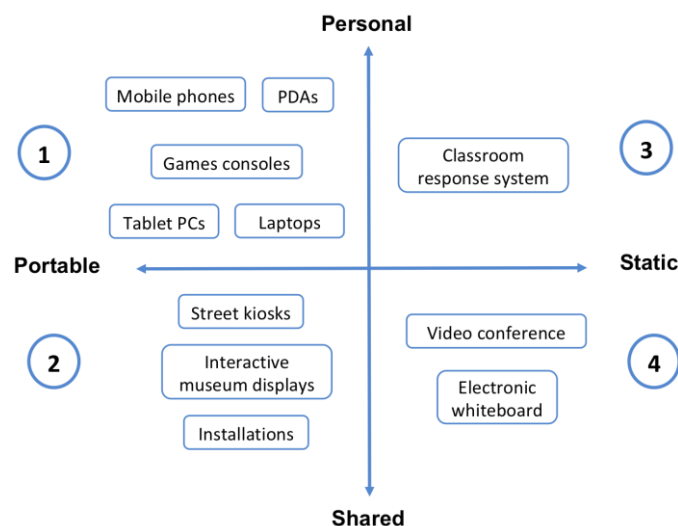 Personal
Mobile phones
PDAs
1
Games consoles
Classroom
response system
3
Tablet PCs
Laptops
Portable
Static
Street kiosks
2
Interactive
museum displays
Video conference
4
Electronic
whiteboard
Installations
Shared